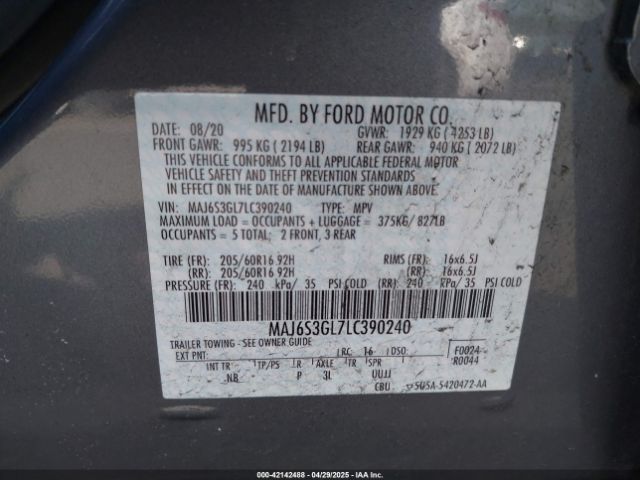 MFD. BY FORD MOTOR CO.
DATE: 08/20 GVWR: 1929 KG ( 4253 LB)
FRONT GAWR: 995 KG ( 2194 LB) REAR GAWR: 940 KG ( 2072 LB)
THIS VEHICLE CONFORMS TO ALL APPLICABLE FEDERAL MOTOR
VEHICLE SAFETY AND THEFT PREVENTION STANDARDS
IN EFFECT ON THE DATE OF MANUFACTURE SHOWN ABOVE.
VIN: MAJ6S3GL7LC390240 TYPE: MPV
MAXIMUM LOAD = OCCUPANTS + LUGGAGE = 375KG/ 827LB
OCCUPANTS = 5 TOTAL: 2 FRONT, 3 REAR
TIRE (FR): 205/60R16 92H RIMS (FR): 16x6.5J
(RR): 205/60R16 92H (RR): 16x6.5J
PRESSURE (FR): 240 kPa/ 35 PSI COLD (RR): 240 kPa/ 35 PSI COLD
MAJ6S3GL7LC390240
TRAILER TOWING - SEE OWNER GUIDE
EXT PNT: RC: 16 DSO: F0024
R0044
INT TR TP/PS R AXLE TR SPR
NB P 3L UUJJ
CBU 5U5A-5420472-AA
000-42142488 - 04/29/2025 - IAAI.COM